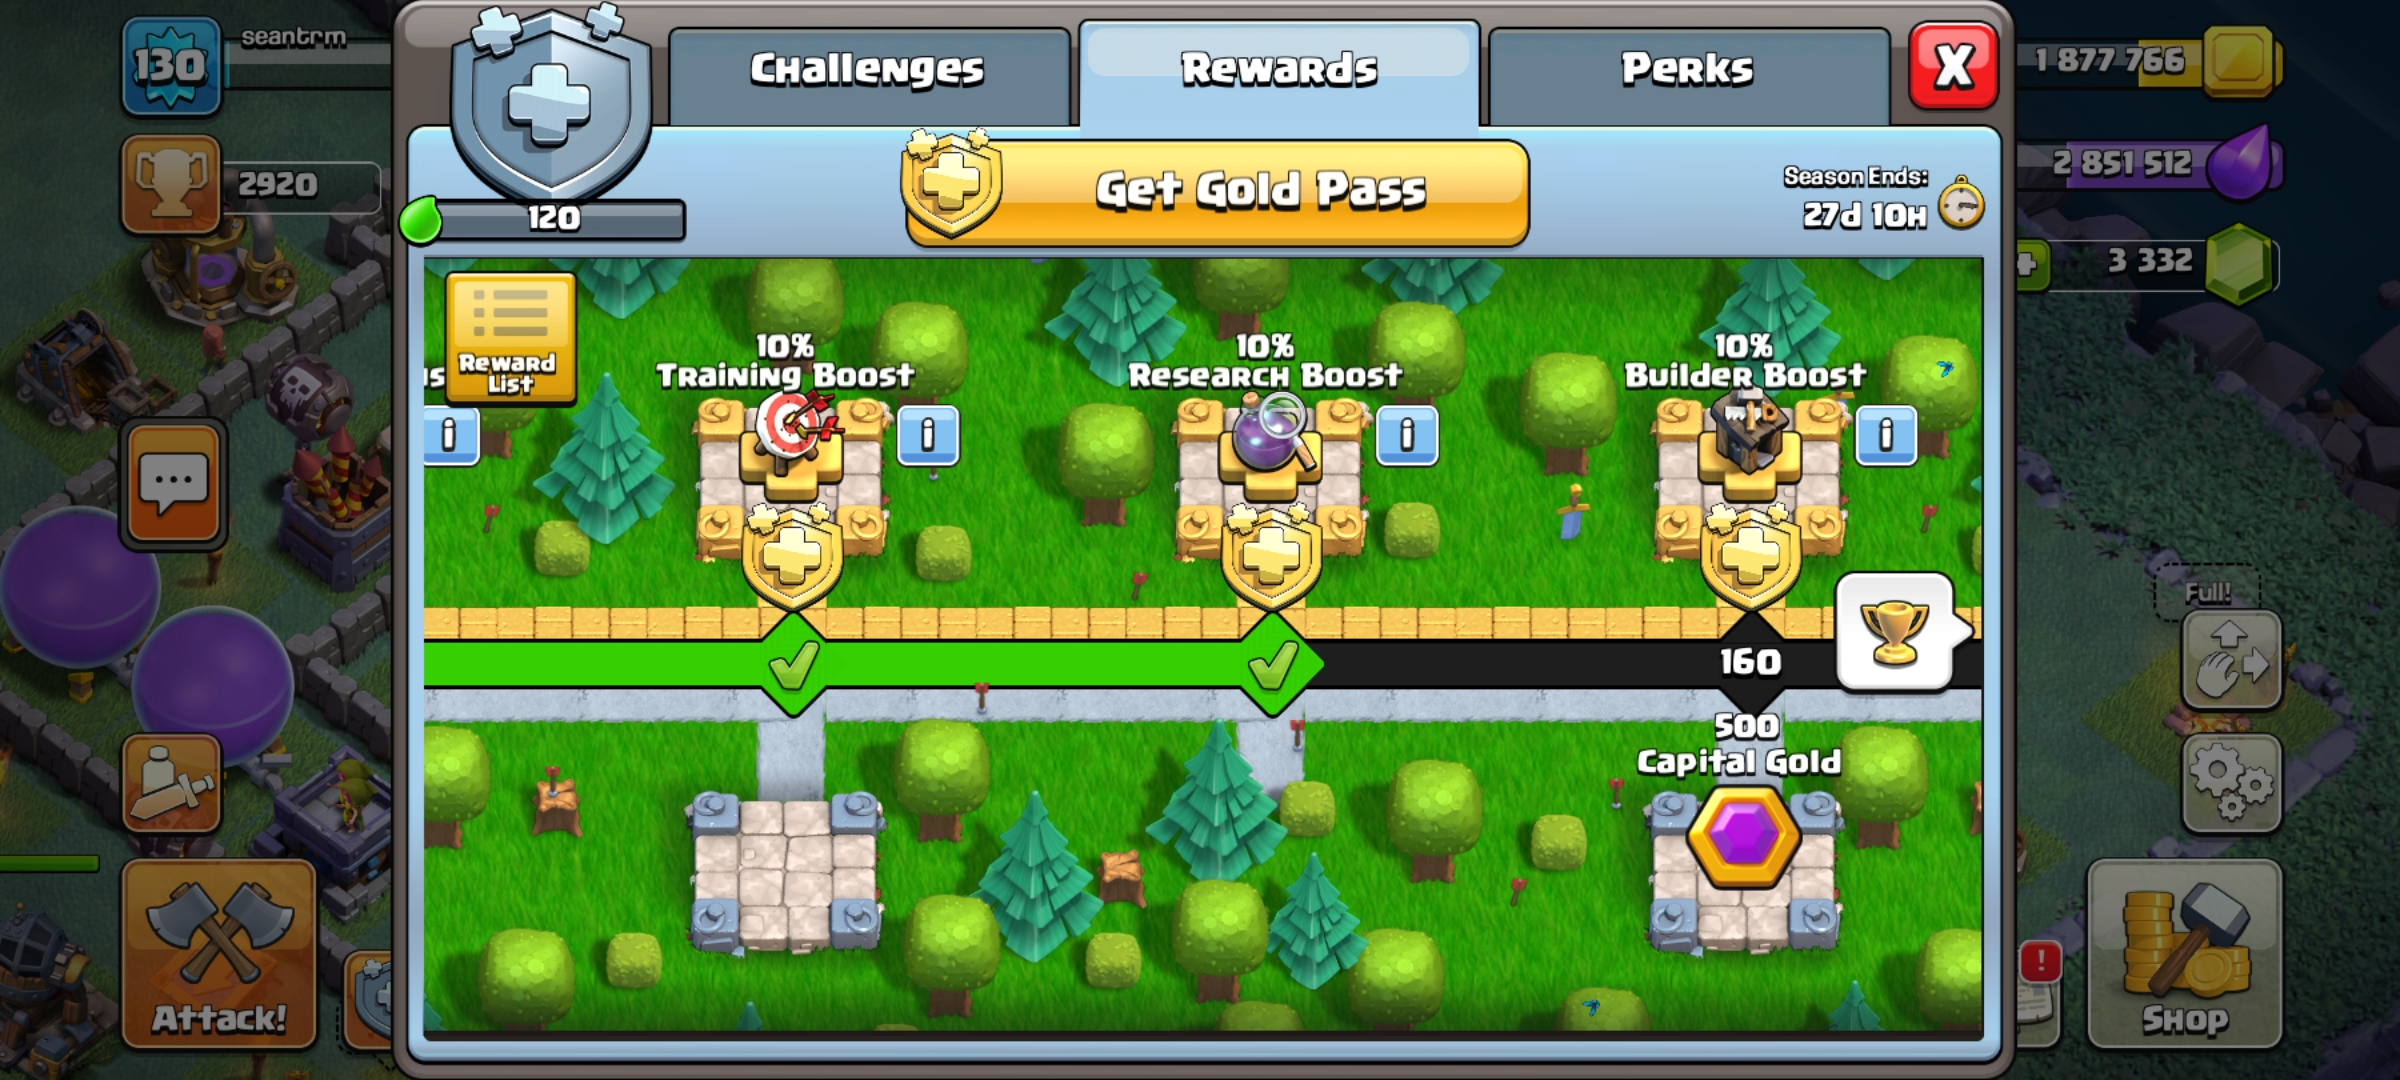 130
seantrm
2920
Challenges
Rewards
Perks
X
1 877 766
2 851 512
3 332
120
Get Gold Pass
Season Ends:
27d 10H
Reward
List
10%
Training Boost
10%
Research Boost
10%
Builder Boost
i
i
i
i
160
500
Capital Gold
Full!
Attack!
!
Shop